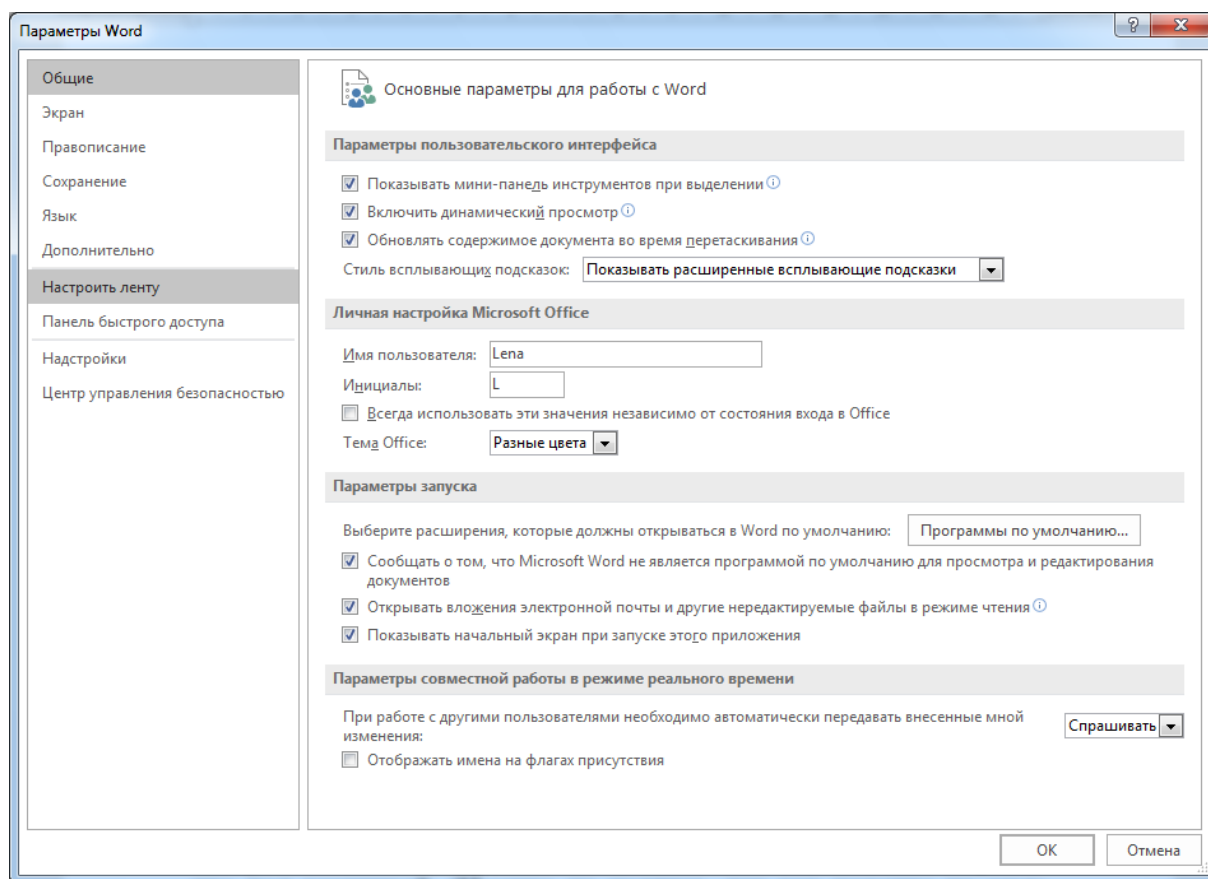 Параметры Word
Общие
Экран
Правописание
Сохранение
Язык
Дополнительно
Настроить ленту
Панель быстрого доступа
Надстройки
Центр управления безопасностью
Основные параметры для работы с Word
Параметры пользовательского интерфейса
Показывать мини-панель инструментов при выделении
Включить динамический просмотр
Обновлять содержимое документа во время перетаскивания
Стиль всплывающих подсказок: Показывать расширенные всплывающие подсказки
Личная настройка Microsoft Office
Имя пользователя: Lena
Инициалы: L
Всегда использовать эти значения независимо от состояния входа в Office
Тема Office: Разные цвета
Параметры запуска
Выберите расширения, которые должны открываться в Word по умолчанию: Программы по умолчанию...
Сообщать о том, что Microsoft Word не является программой по умолчанию для просмотра и редактирования
документов
Открывать вложения электронной почты и другие нередактируемые файлы в режиме чтения
Показывать начальный экран при запуске этого приложения
Параметры совместной работы в режиме реального времени
При работе с другими пользователями необходимо автоматически передавать внесенные мной
изменения: Спрашивать
Отображать имена на флагах присутствия
ОК Отмена